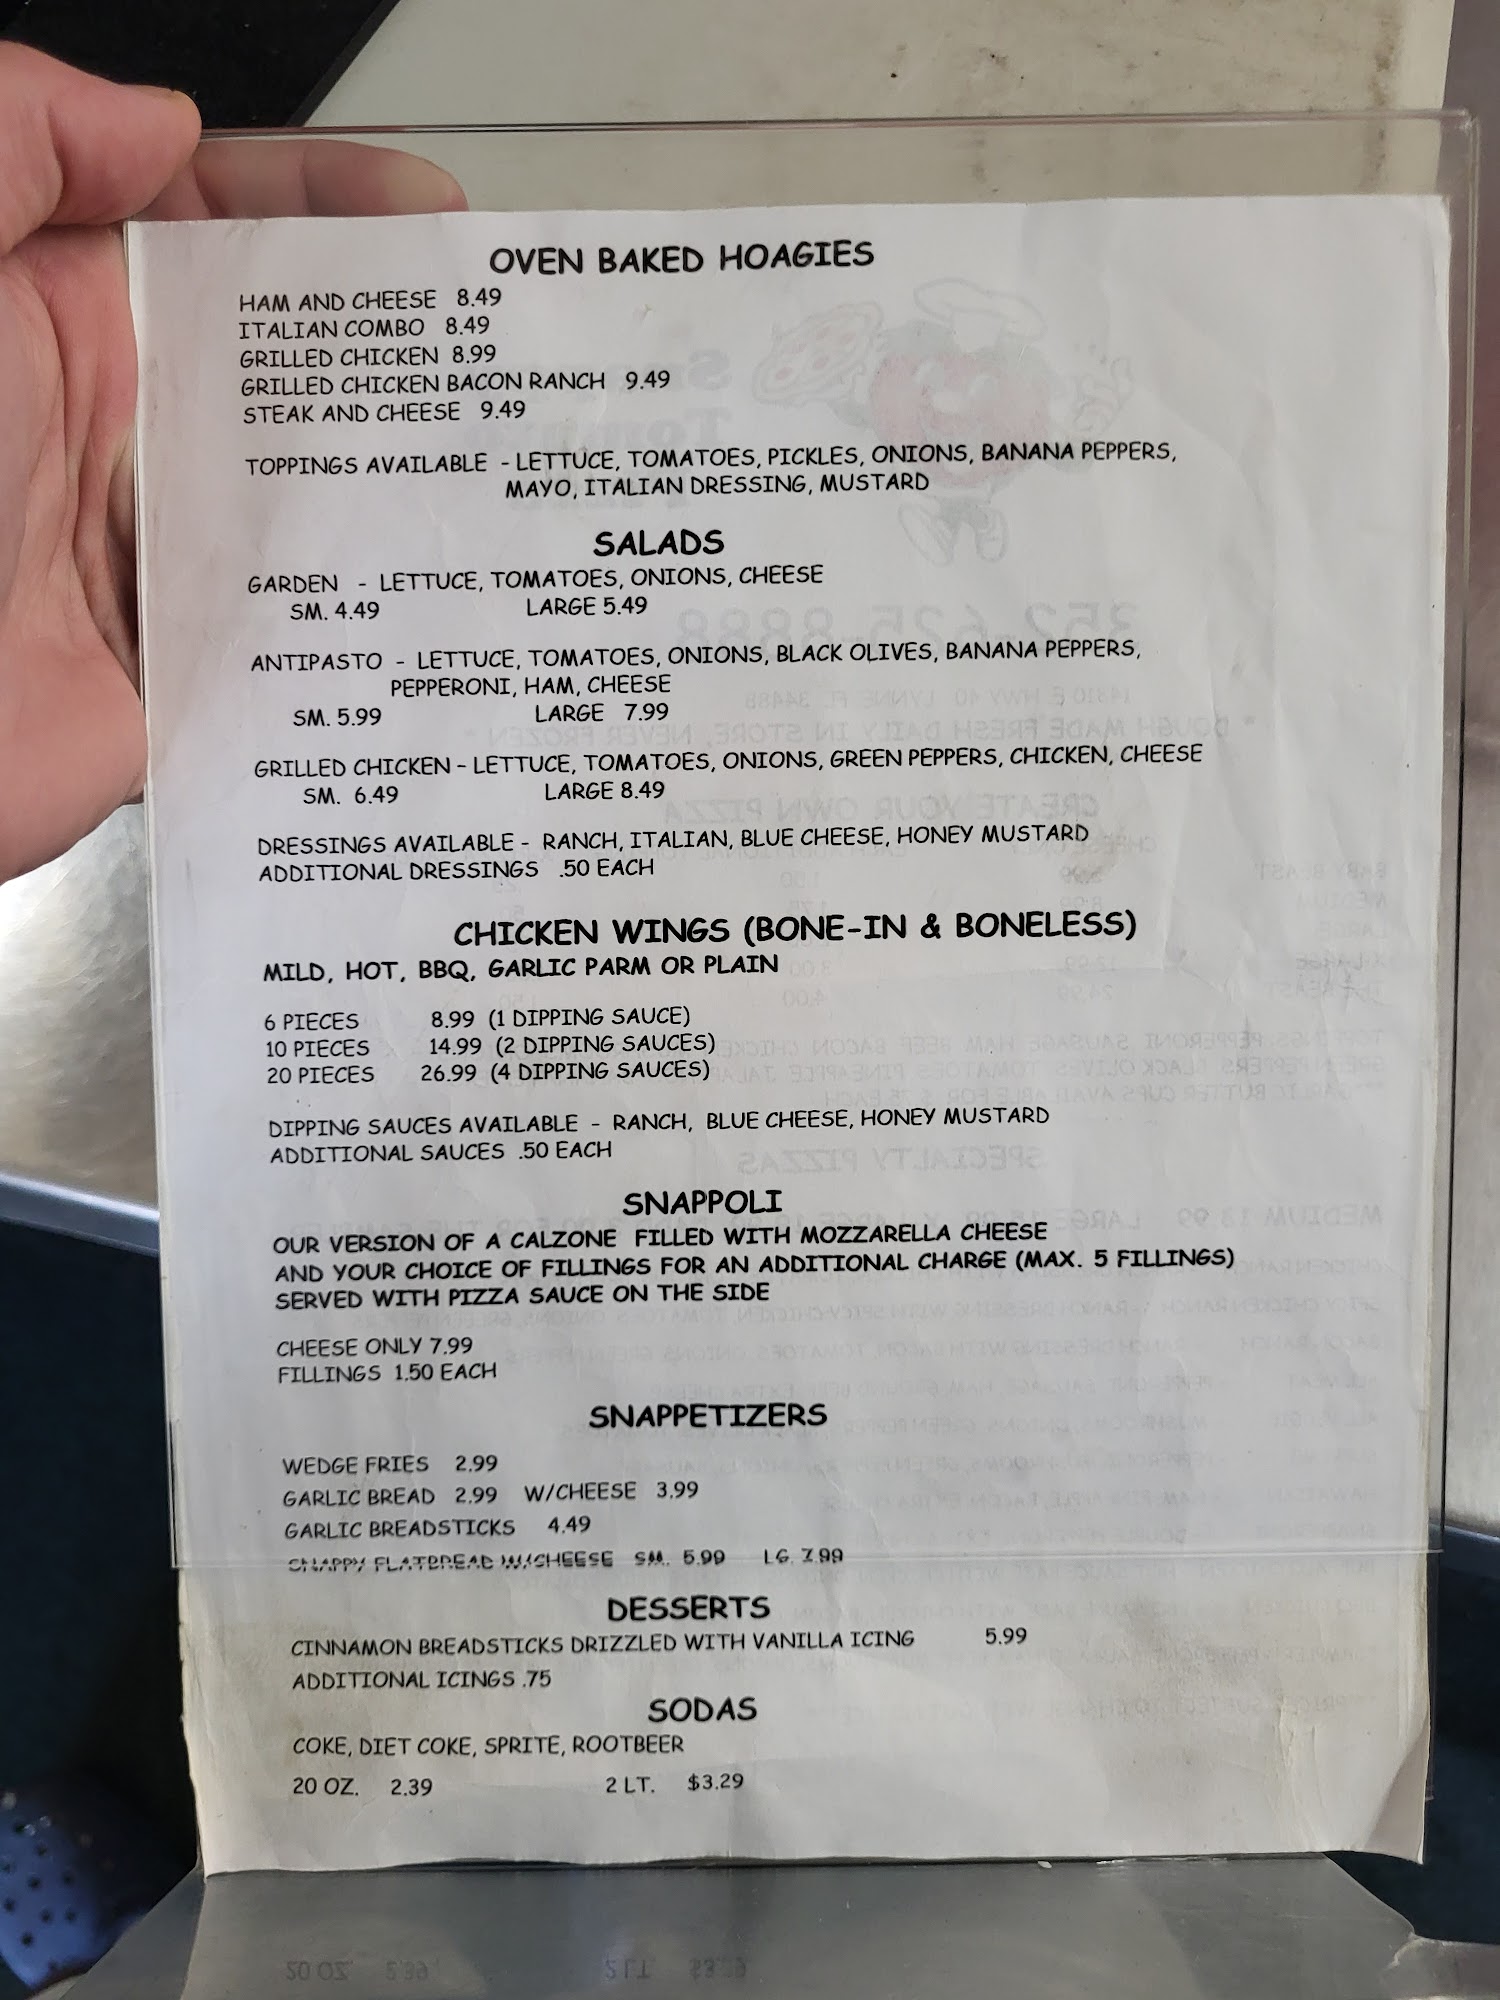 OVEN BAKED HOAGIES
HAM AND CHEESE 8.49
ITALIAN COMBO 8.49
GRILLED CHICKEN 8.99
GRILLED CHICKEN BACON RANCH 9.49
STEAK AND CHEESE 9.49
TOPPINGS AVAILABLE - LETTUCE, TOMATOES, PICKLES, ONIONS, BANANA PEPPERS,
MAYO, ITALIAN DRESSING, MUSTARD
SALADS
GARDEN - LETTUCE, TOMATOES, ONIONS, CHEESE
SM. 4.49 LARGE 5.49
ANTIPASTO - LETTUCE, TOMATOES, ONIONS, BLACK OLIVES, BANANA PEPPERS,
PEPPERONI, HAM, CHEESE
SM. 5.99 LARGE 7.99
GRILLED CHICKEN - LETTUCE, TOMATOES, ONIONS, GREEN PEPPERS, CHICKEN, CHEESE
SM. 6.49 LARGE 8.49
DRESSINGS AVAILABLE - RANCH, ITALIAN, BLUE CHEESE, HONEY MUSTARD
ADDITIONAL DRESSINGS .50 EACH
CHICKEN WINGS (BONE-IN & BONELESS)
MILD, HOT, BBQ, GARLIC PARM OR PLAIN
6 PIECES 8.99 (1 DIPPING SAUCE)
10 PIECES 14.99 (2 DIPPING SAUCES)
20 PIECES 26.99 (4 DIPPING SAUCES)
DIPPING SAUCES AVAILABLE - RANCH, BLUE CHEESE, HONEY MUSTARD
ADDITIONAL SAUCES .50 EACH
SNAPPOLI
OUR VERSION OF A CALZONE FILLED WITH MOZZARELLA CHEESE
AND YOUR CHOICE OF FILLINGS FOR AN ADDITIONAL CHARGE (MAX. 5 FILLINGS)
SERVED WITH PIZZA SAUCE ON THE SIDE
CHEESE ONLY 7.99
FILLINGS 1.50 EACH
SNAPPETIZERS
WEDGE FRIES 2.99
GARLIC BREAD 2.99 W/CHEESE 3.99
GARLIC BREADSTICKS 4.49
SNAPPY FLATBREAD W/CHEESE SM. 5.99 LG. 7.99
DESSERTS
CINNAMON BREADSTICKS DRIZZLED WITH VANILLA ICING 5.99
ADDITIONAL ICINGS .75
SODAS
COKE, DIET COKE, SPRITE, ROOTBEER
20 OZ. 2.39 2 LT. $3.29